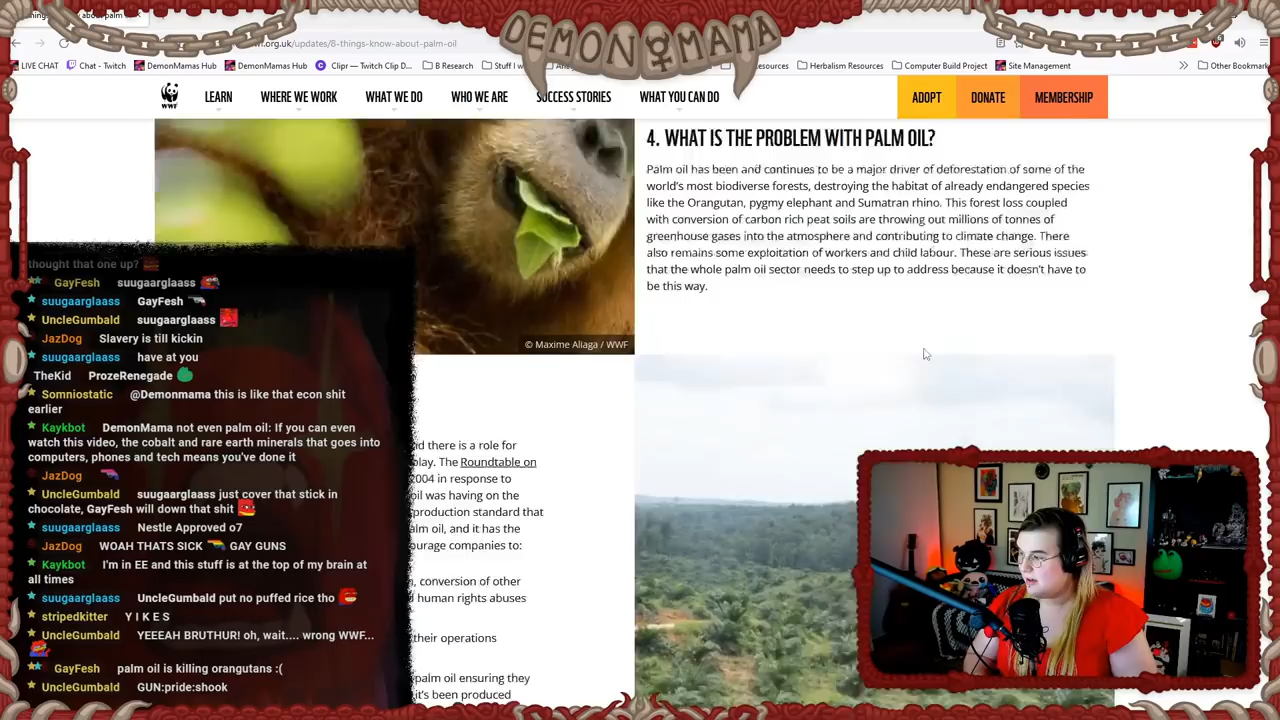 DEMON MAMA
.org.uk/updates/8-things-know-about-palm-oil
LIVE CHAT
Chat - Twitch
DemonMamas Hub
DemonMamasHub
Clipr — Twitch Clip D...
B Research
Stuff I
Resources
Herbalism Resources
Computer Build Project
Site Management
Other Bookmark
WWF
LEARN
WHERE WE WORK
WHAT WE DO
WHO WE ARE
SUCCESS STORIES
WHAT YOU CAN DO
ADOPT
DONATE
MEMBERSHIP
4. WHAT IS THE PROBLEM WITH PALM OIL?
Palm oil has been and continues to be a major driver of deforestation of some of the
world's most biodiverse forests, destroying the habitat of already endangered species
like the Orangutan, pygmy elephant and Sumatran rhino. This forest loss coupled
with conversion of carbon rich peat soils are throwing out millions of tonnes of
greenhouse gases into the atmosphere and contributing to climate change. There
also remains some exploitation of workers and child labour. These are serious issues
that the whole palm oil sector needs to step up to address because it doesn't have to
be this way.
© Maxime Aliaga / WWF
thought that one up?
GayFesh suugaarglaass
suugaarglaass GayFesh
UncleGumbald suugaarglaass
JazDog Slavery is till kickin
suugaarglaass have at you
TheKid ProzeRenegade
Somniostatic @Demonmama this is like that econ shit
earlier
Kaykbot DemonMama not even palm oil: If you can even
watch this video, the cobalt and rare earth minerals that goes into
computers, phones and tech means you've done it
JazDog
UncleGumbald suugaarglaass just cover that stick in
chocolate, GayFesh will down that shit
suugaarglaass Nestle Approved o7
JazDog WOAH THATS SICK GAY GUNS
Kaykbot I'm in EE and this stuff is at the top of my brain at
all times
suugaarglaass UncleGumbald put no puffed rice tho
stripedkitter Y I K E S
UncleGumbald YEEEAH BRUTHUR! oh, wait.... wrong WWF...
GayFesh palm oil is killing orangutans :(
UncleGumbald GUN:pride:shook
d there is a role for
play. The Roundtable on
2004 in response to
oil was having on the
production standard that
alm oil, and it has the
ourage companies to:
, conversion of other
human rights abuses
their operations
palm oil ensuring they
it's been produced